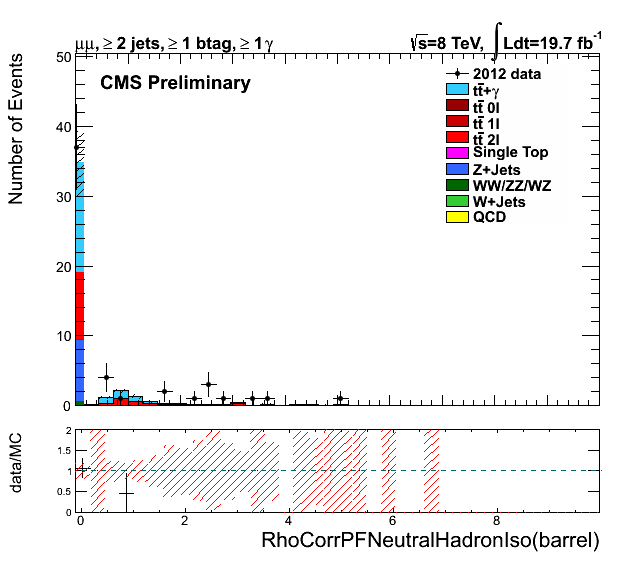 μμ, ≥ 2 jets, ≥ 1 btag, ≥ 1 γ
√s=8 TeV, ∫ Ldt=19.7 fb⁻¹
CMS Preliminary
2012 data
tt̄+γ
tt̄ 0l
tt̄ 1l
tt̄ 2l
Single Top
Z+Jets
WW/ZZ/WZ
W+Jets
QCD
Number of Events
50
40
30
20
10
0
data/MC
2
1.5
1
0.5
0
0 2 4 6 8
RhoCorrPFNeutralHadronIso(barrel)